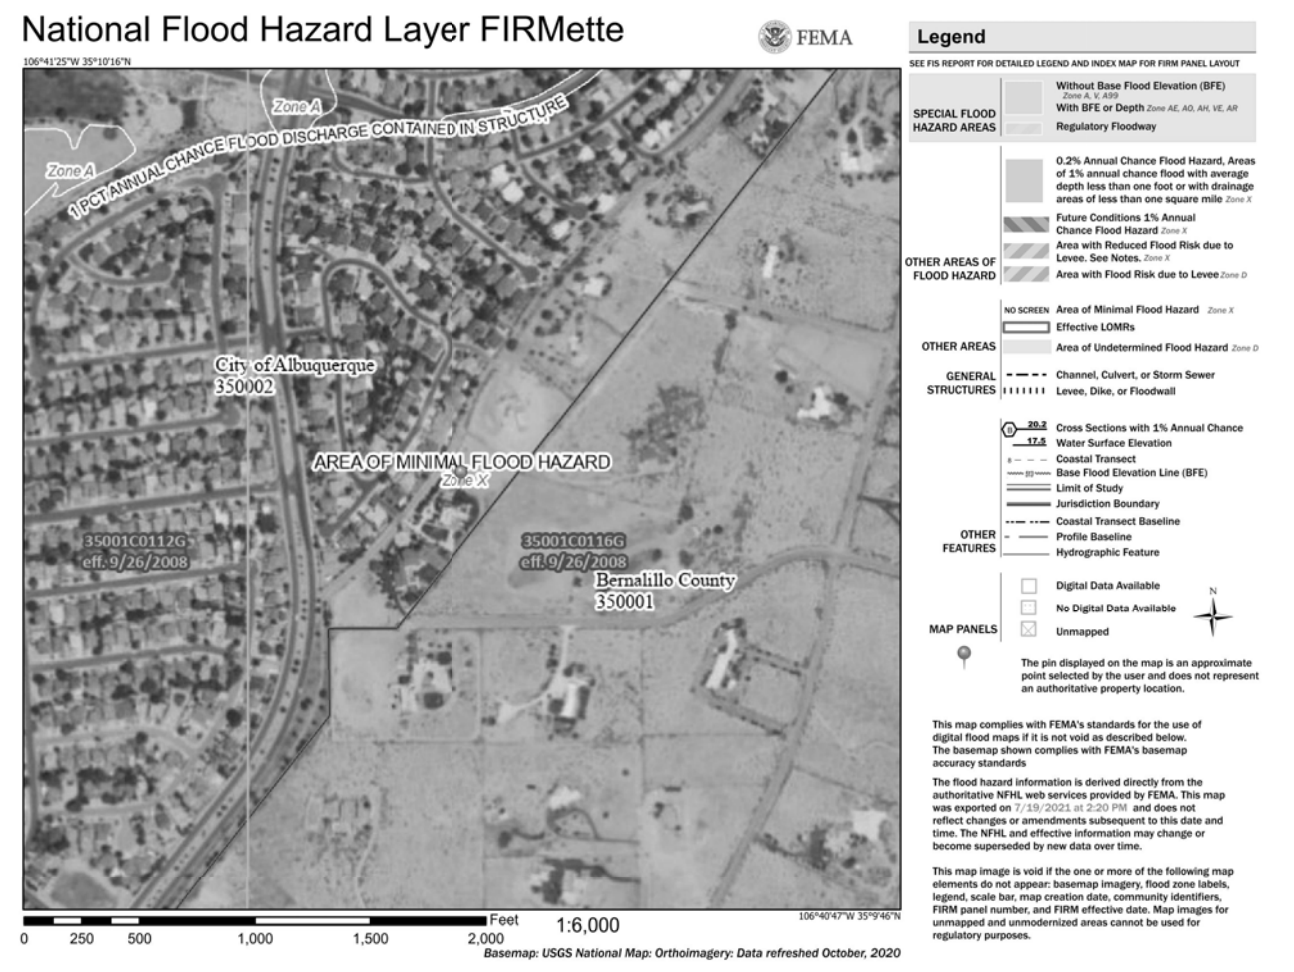 National Flood Hazard Layer FIRMette
FEMA
106°41'25"W 35°10'16"N
Zone A
Zone A
1 PCT ANNUAL CHANCE FLOOD DISCHARGE CONTAINED IN STRUCTURE
City of Albuquerque
350002
AREA OF MINIMAL FLOOD HAZARD
Zone X
35001C0112G
eff. 9/26/2008
35001C0116G
eff. 9/26/2008
Bernalillo County
350001
106°40'47"W 35°9'46"N
Feet
1:6,000
0 250 500 1,000 1,500 2,000
Basemap: USGS National Map: Orthoimagery: Data refreshed October, 2020
Legend
SEE FIS REPORT FOR DETAILED LEGEND AND INDEX MAP FOR FIRM PANEL LAYOUT
SPECIAL FLOOD
HAZARD AREAS
Without Base Flood Elevation (BFE)
Zone A, V, A99
With BFE or Depth Zone AE, AO, AH, VE, AR
Regulatory Floodway
OTHER AREAS OF
FLOOD HAZARD
0.2% Annual Chance Flood Hazard, Areas
of 1% annual chance flood with average
depth less than one foot or with drainage
areas of less than one square mile Zone X
Future Conditions 1% Annual
Chance Flood Hazard Zone X
Area with Reduced Flood Risk due to
Levee. See Notes. Zone X
Area with Flood Risk due to Levee Zone D
OTHER AREAS
NO SCREEN Area of Minimal Flood Hazard Zone X
Effective LOMRs
Area of Undetermined Flood Hazard Zone D
GENERAL
STRUCTURES
Channel, Culvert, or Storm Sewer
Levee, Dike, or Floodwall
OTHER
FEATURES
B 20.2 Cross Sections with 1% Annual Chance
17.5 Water Surface Elevation
8 Coastal Transect
513 Base Flood Elevation Line (BFE)
Limit of Study
Jurisdiction Boundary
Coastal Transect Baseline
Profile Baseline
Hydrographic Feature
MAP PANELS
Digital Data Available
No Digital Data Available
Unmapped
N
The pin displayed on the map is an approximate
point selected by the user and does not represent
an authoritative property location.
This map complies with FEMA's standards for the use of
digital flood maps if it is not void as described below.
The basemap shown complies with FEMA's basemap
accuracy standards
The flood hazard information is derived directly from the
authoritative NFHL web services provided by FEMA. This map
was exported on 7/19/2021 at 2:20 PM and does not
reflect changes or amendments subsequent to this date and
time. The NFHL and effective information may change or
become superseded by new data over time.
This map image is void if the one or more of the following map
elements do not appear: basemap imagery, flood zone labels,
legend, scale bar, map creation date, community identifiers,
FIRM panel number, and FIRM effective date. Map images for
unmapped and unmodernized areas cannot be used for
regulatory purposes.